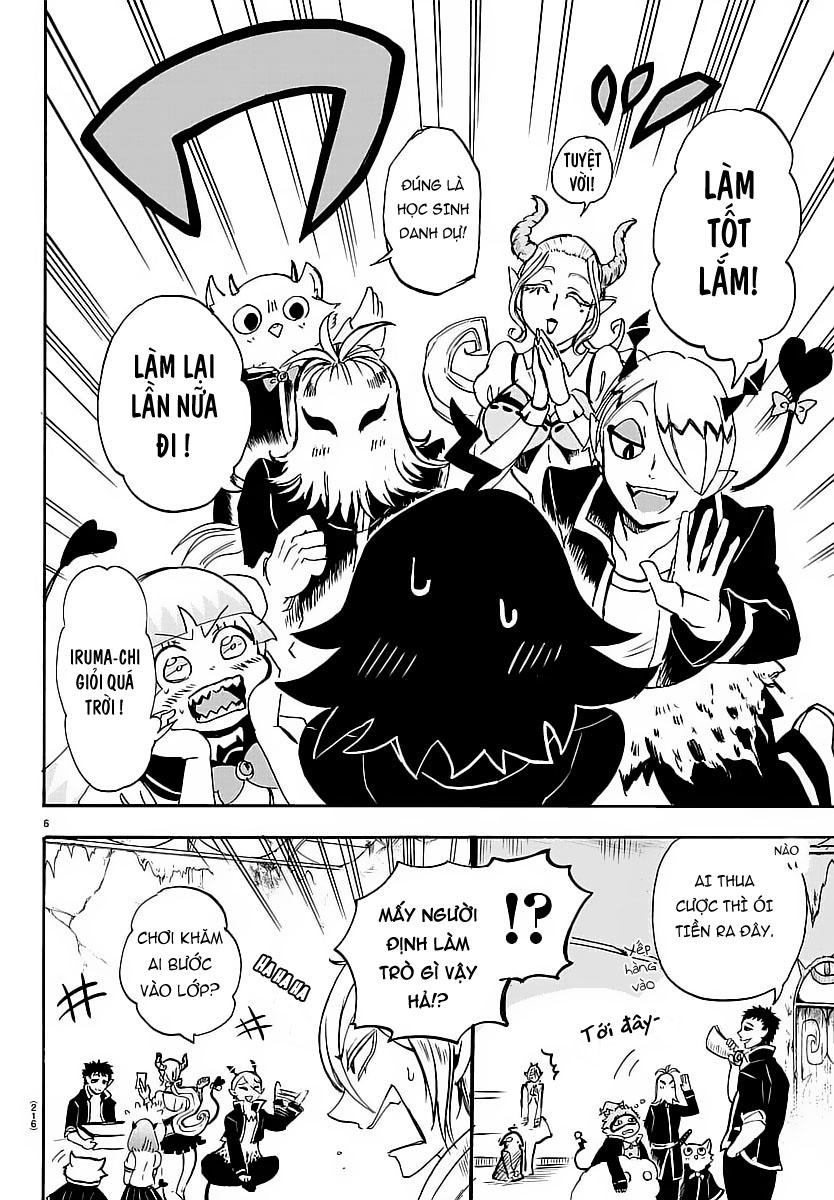 LÀM
TỐT
LẮM!
TUYỆT
VỜI!
ĐÚNG LÀ
HỌC SINH
DANH DỰ!
LÀM LẠI
LẦN NỮA
ĐI !
IRUMA-CHI
GIỎI QUÁ
TRỜI !
6
NÀO
AI THUA
CƯỢC THÌ ÓI
TIỀN RA ĐÂY.
XẾP
HÀNG
VÀO
Tới đây~
!?
MẤY NGƯỜI
ĐỊNH LÀM
TRÒ GÌ VẬY
HẢ!?
HA HA HA
CHƠI KHĂM
AI BƯỚC
VÀO LỚP?
(216)